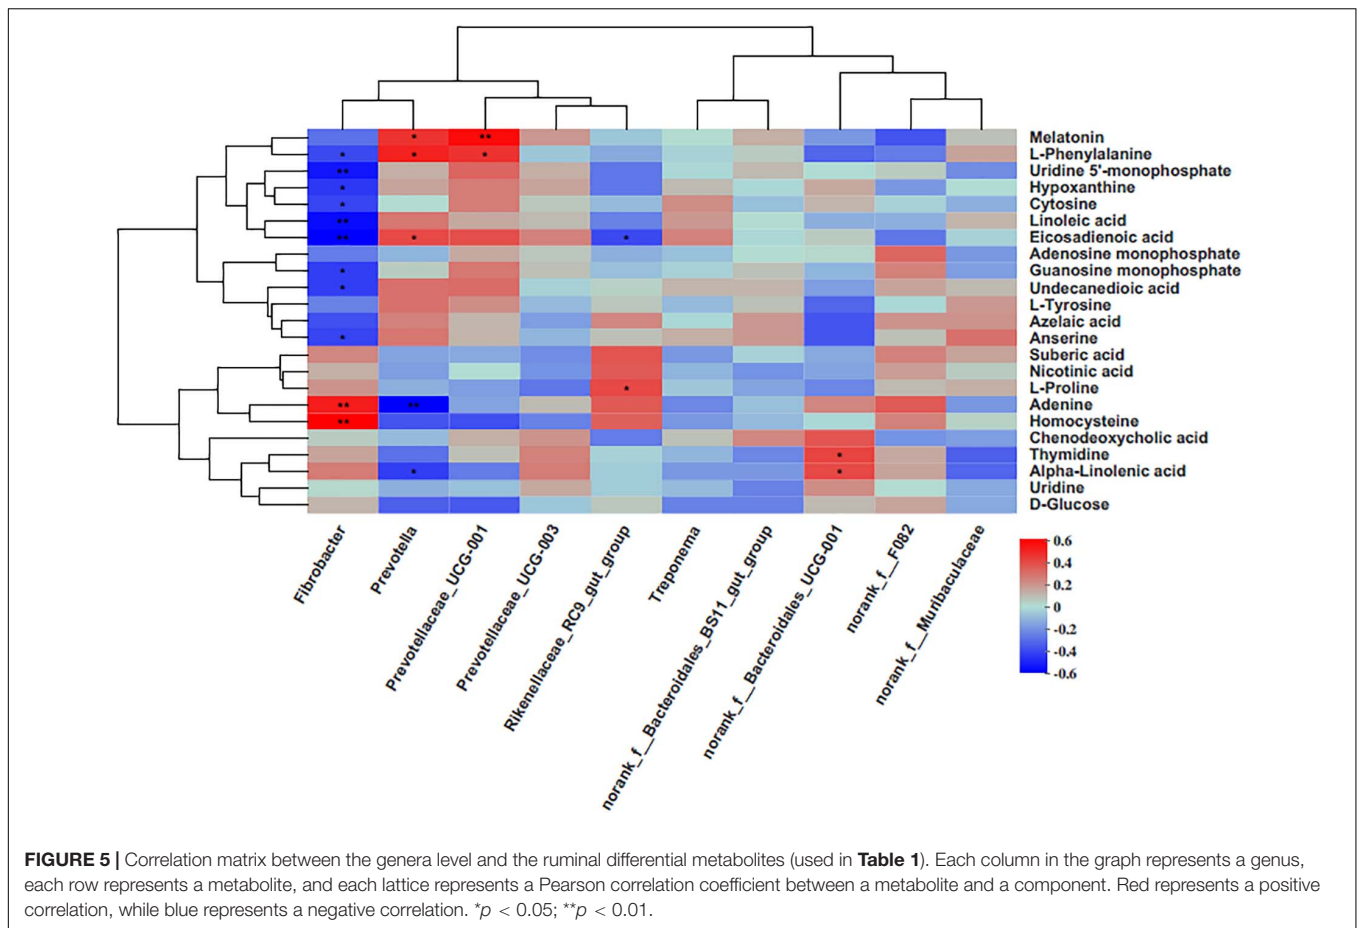 * **
Melatonin
* * *
L-Phenylalanine
**
Uridine 5'-monophosphate
*
Hypoxanthine
*
Cytosine
**
Linoleic acid
** * *
Eicosadienoic acid
Adenosine monophosphate
*
Guanosine monophosphate
*
Undecanedioic acid
L-Tyrosine
Azelaic acid
*
Anserine
Suberic acid
Nicotinic acid
*
L-Proline
** **
Adenine
**
Homocysteine
Chenodeoxycholic acid
*
Thymidine
* *
Alpha-Linolenic acid
Uridine
D-Glucose
Fibrobacter
Prevotella
Prevotellaceae_UCG-001
Prevotellaceae_UCG-003
Rikenellaceae_RC9_gut_group
Treponema
norank_f__Bacteroidales_BS11_gut_group
norank_f__Bacteroidales_UCG-001
norank_f__F082
norank_f__Muribaculaceae
0.6
0.4
0.2
0
-0.2
-0.4
-0.6
FIGURE 5 | Correlation matrix between the genera level and the ruminal differential metabolites (used in Table 1). Each column in the graph represents a genus,
each row represents a metabolite, and each lattice represents a Pearson correlation coefficient between a metabolite and a component. Red represents a positive
correlation, while blue represents a negative correlation. *p < 0.05; **p < 0.01.